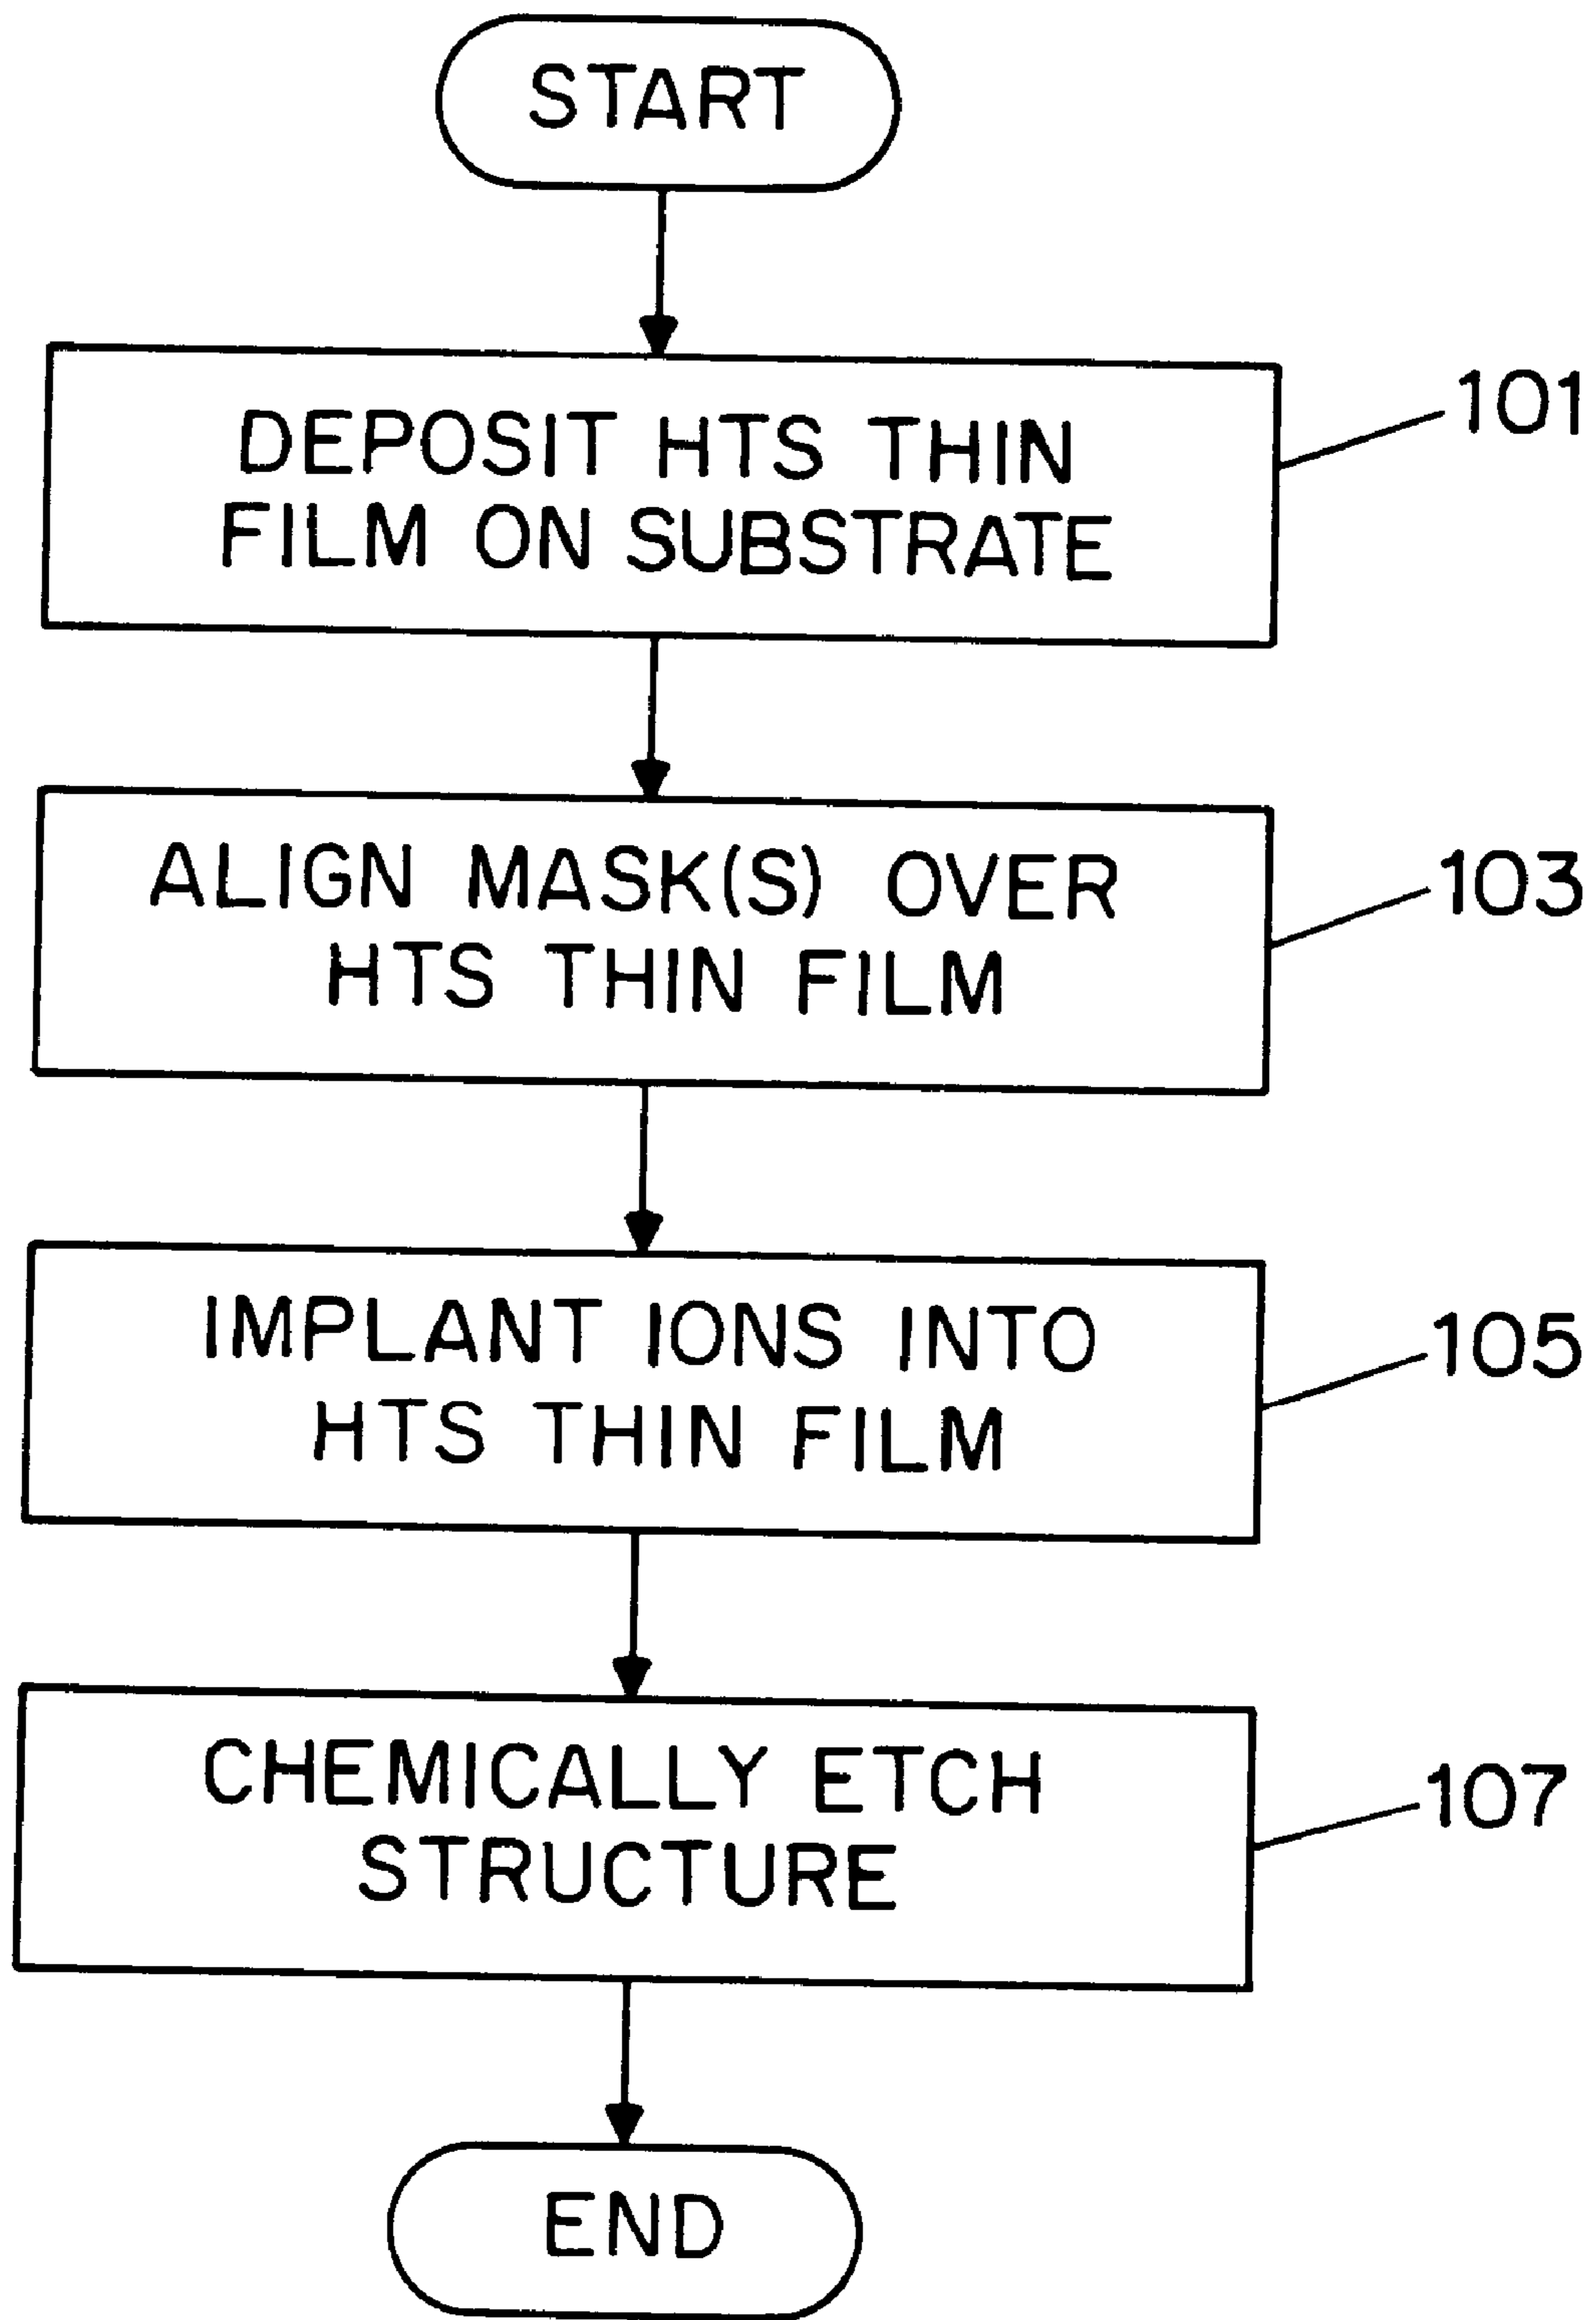 START
DEPOSIT HTS THIN
FILM ON SUBSTRATE
101
ALIGN MASK(S) OVER
HTS THIN FILM
103
IMPLANT IONS INTO
HTS THIN FILM
105
CHEMICALLY ETCH
STRUCTURE
107
END